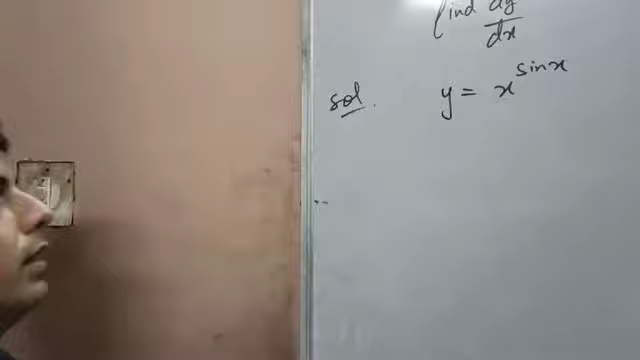 Find dy/dx
Sol. y = x^sinx